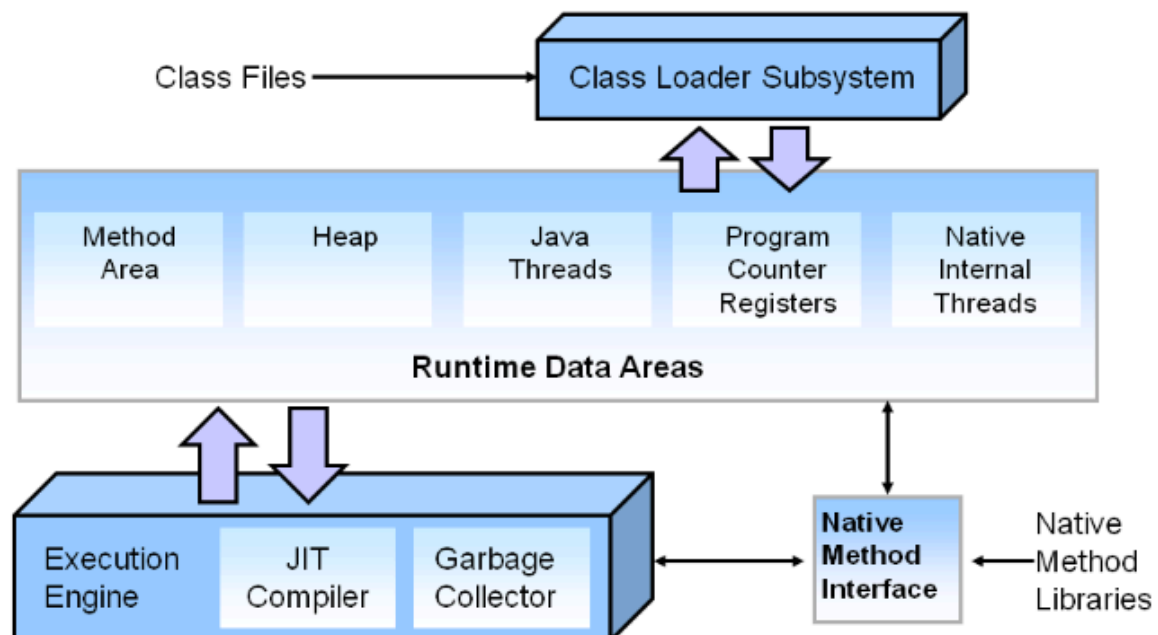 Class Files
Class Loader Subsystem
Method
Area
Heap
Java
Threads
Program
Counter
Registers
Native
Internal
Threads
Runtime Data Areas
Execution
Engine
JIT
Compiler
Garbage
Collector
Native
Method
Interface
Native
Method
Libraries